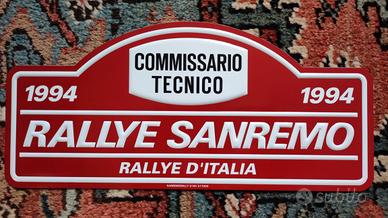 COMMISSARIO
TECNICO
1994
1994
RALLYE SANREMO
RALLYE D'ITALIA
subito